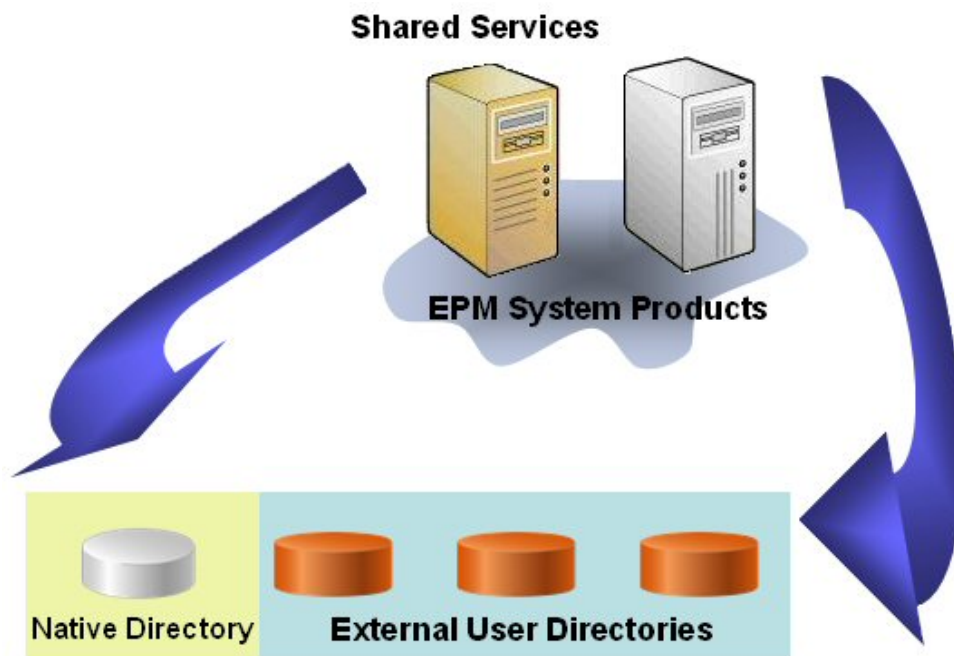 Shared Services
EPM System Products
Native Directory
External User Directories